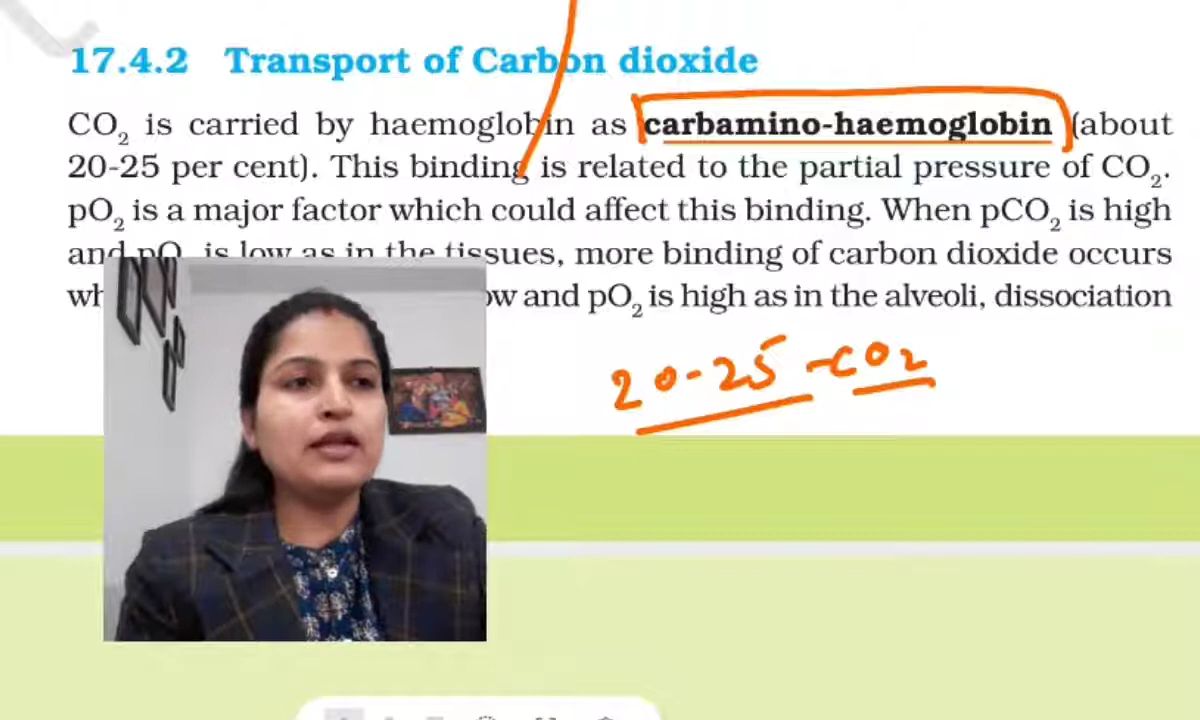 17.4.2 Transport of Carbon dioxide
CO₂ is carried by haemoglobin as carbamino-haemoglobin (about
20-25 per cent). This binding is related to the partial pressure of CO₂.
pO₂ is a major factor which could affect this binding. When pCO₂ is high
and pO₂ is low as in the tissues, more binding of carbon dioxide occurs
and pO₂ is high as in the alveoli, dissociation
20-25 -CO2